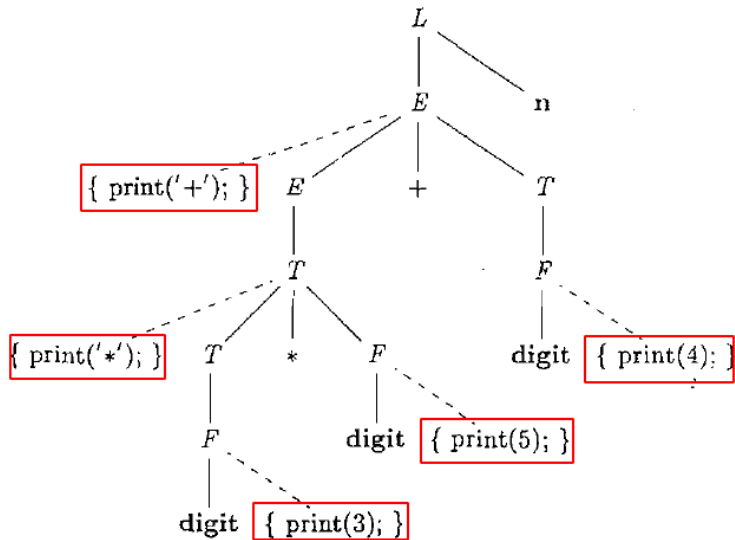 L
E n
{ print('+'); } E + T
T F
{ print('*'); } T * F digit { print(4); }
F digit { print(5); }
digit { print(3); }